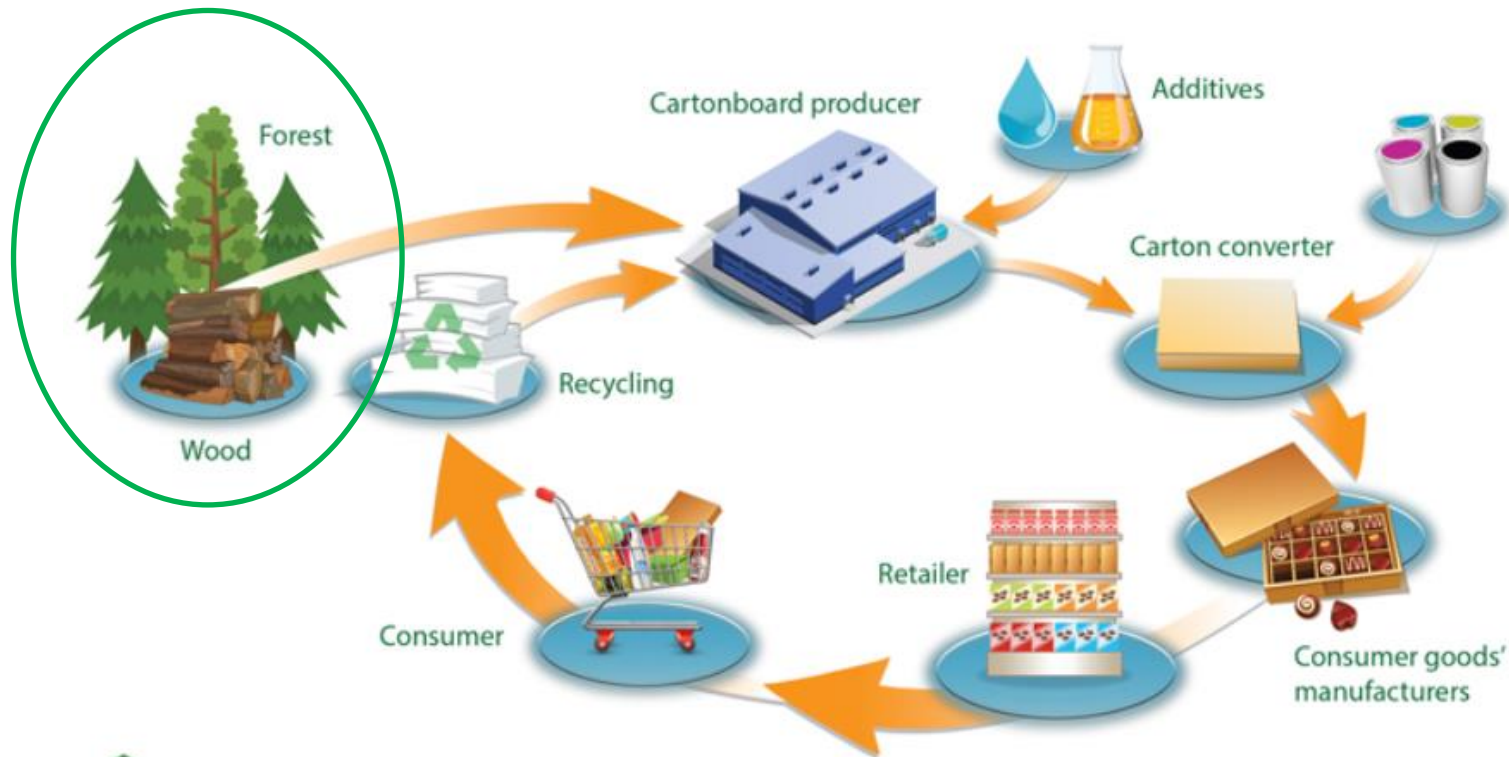 Forest
Wood
Recycling
Cartonboard producer
Additives
Carton converter
Consumer goods'
manufacturers
Retailer
Consumer